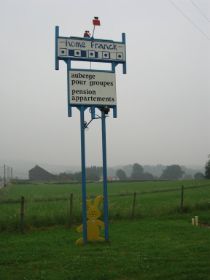 home Franck
auberge
pour groupes
pension
appartements